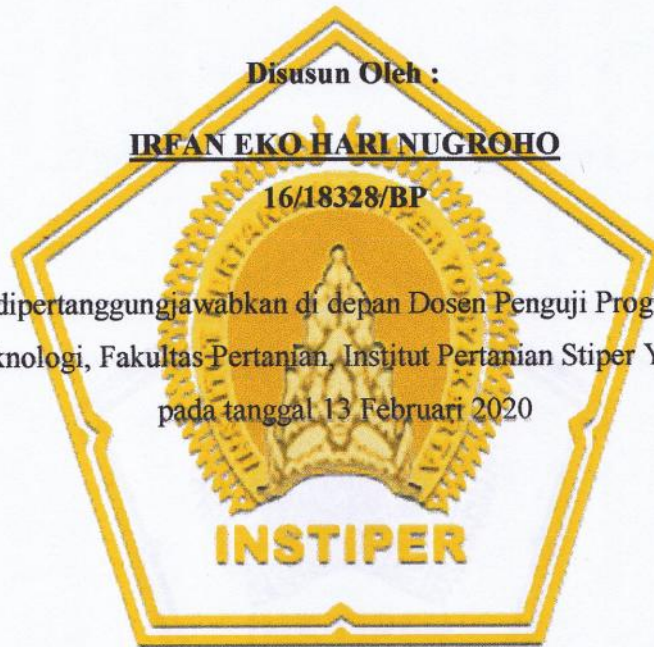 Disusun Oleh :
IRFAN EKO HARI NUGROHO
16/18328/BP
dipertanggungjawabkan di depan Dosen Penguji Prog
knologi, Fakultas Pertanian, Institut Pertanian Stiper Y
pada tanggal 13 Februari 2020
INSTIPER